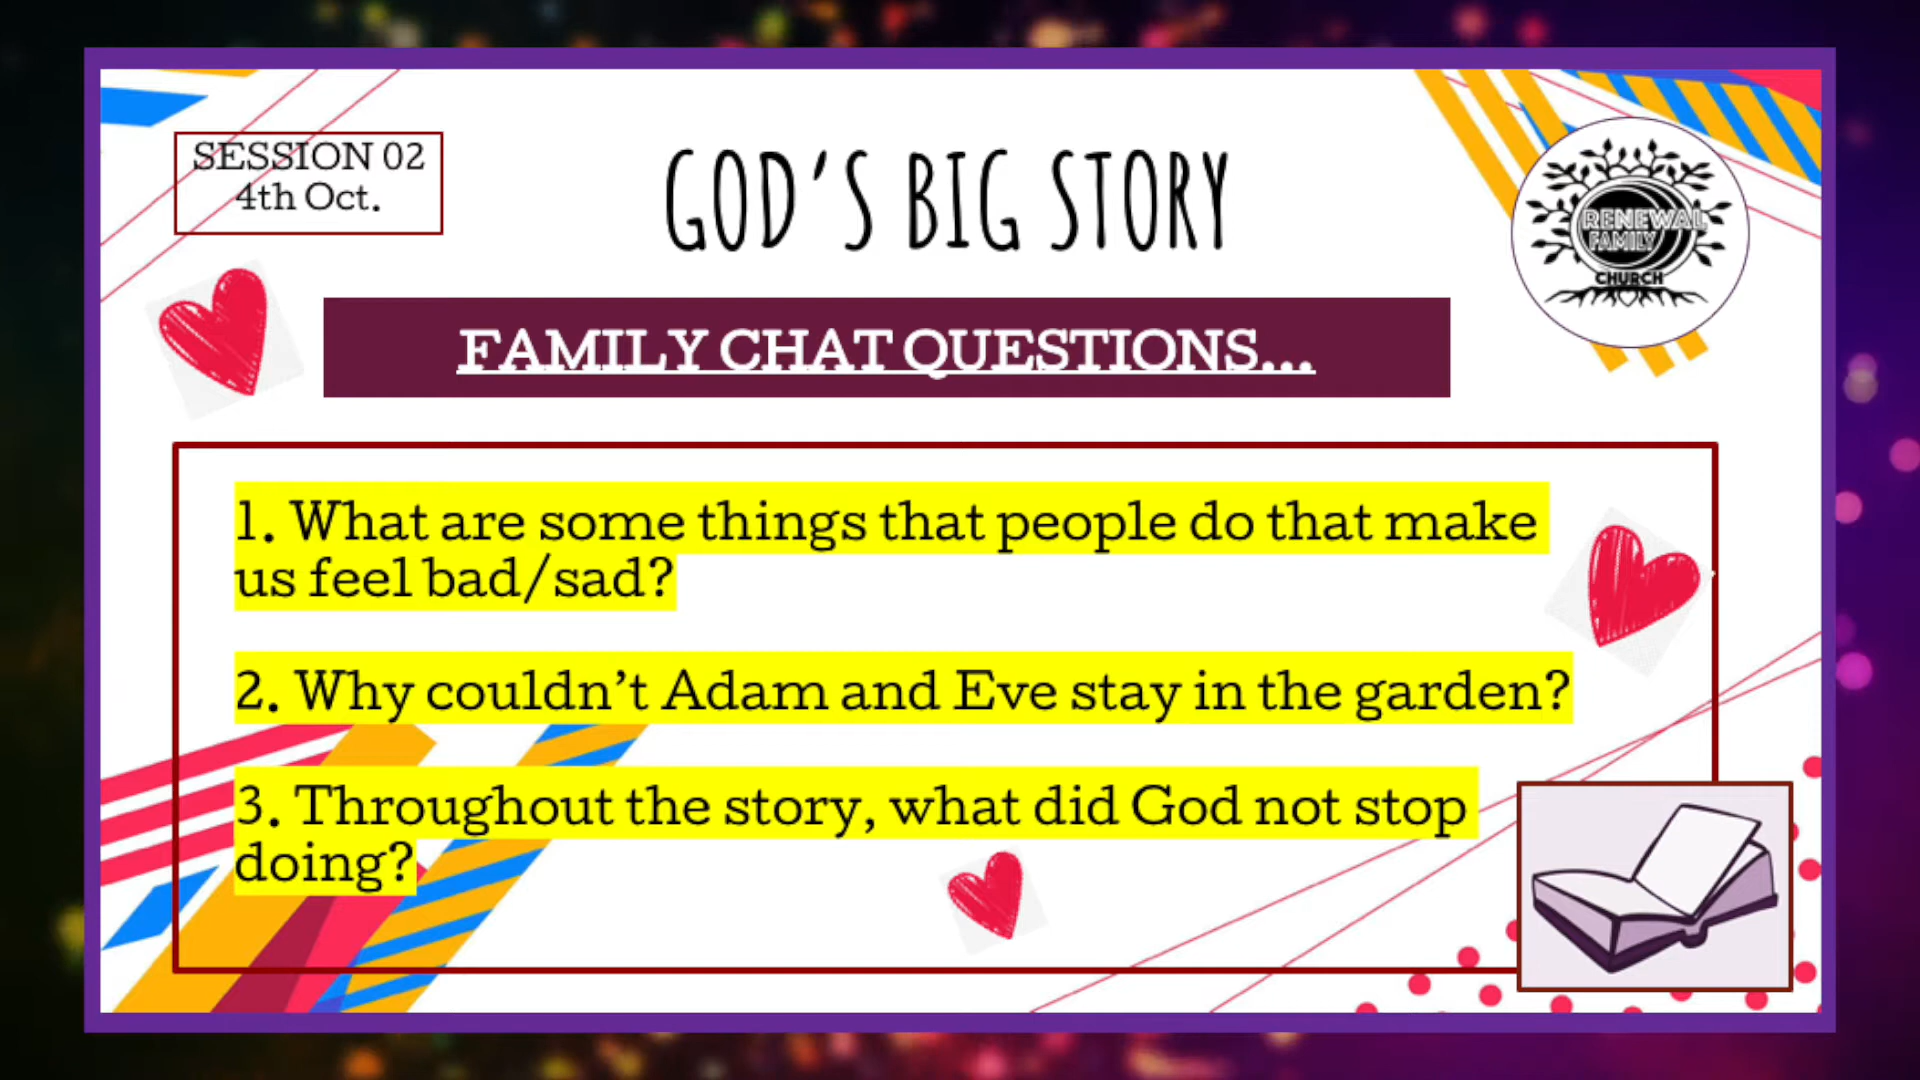 SESSION 02
4th Oct.
GOD'S BIG STORY
RENEWAL
FAMILY
CHURCH
FAMILY CHAT QUESTIONS...
1. What are some things that people do that make
us feel bad/sad?
2. Why couldn't Adam and Eve stay in the garden?
3. Throughout the story, what did God not stop
doing?